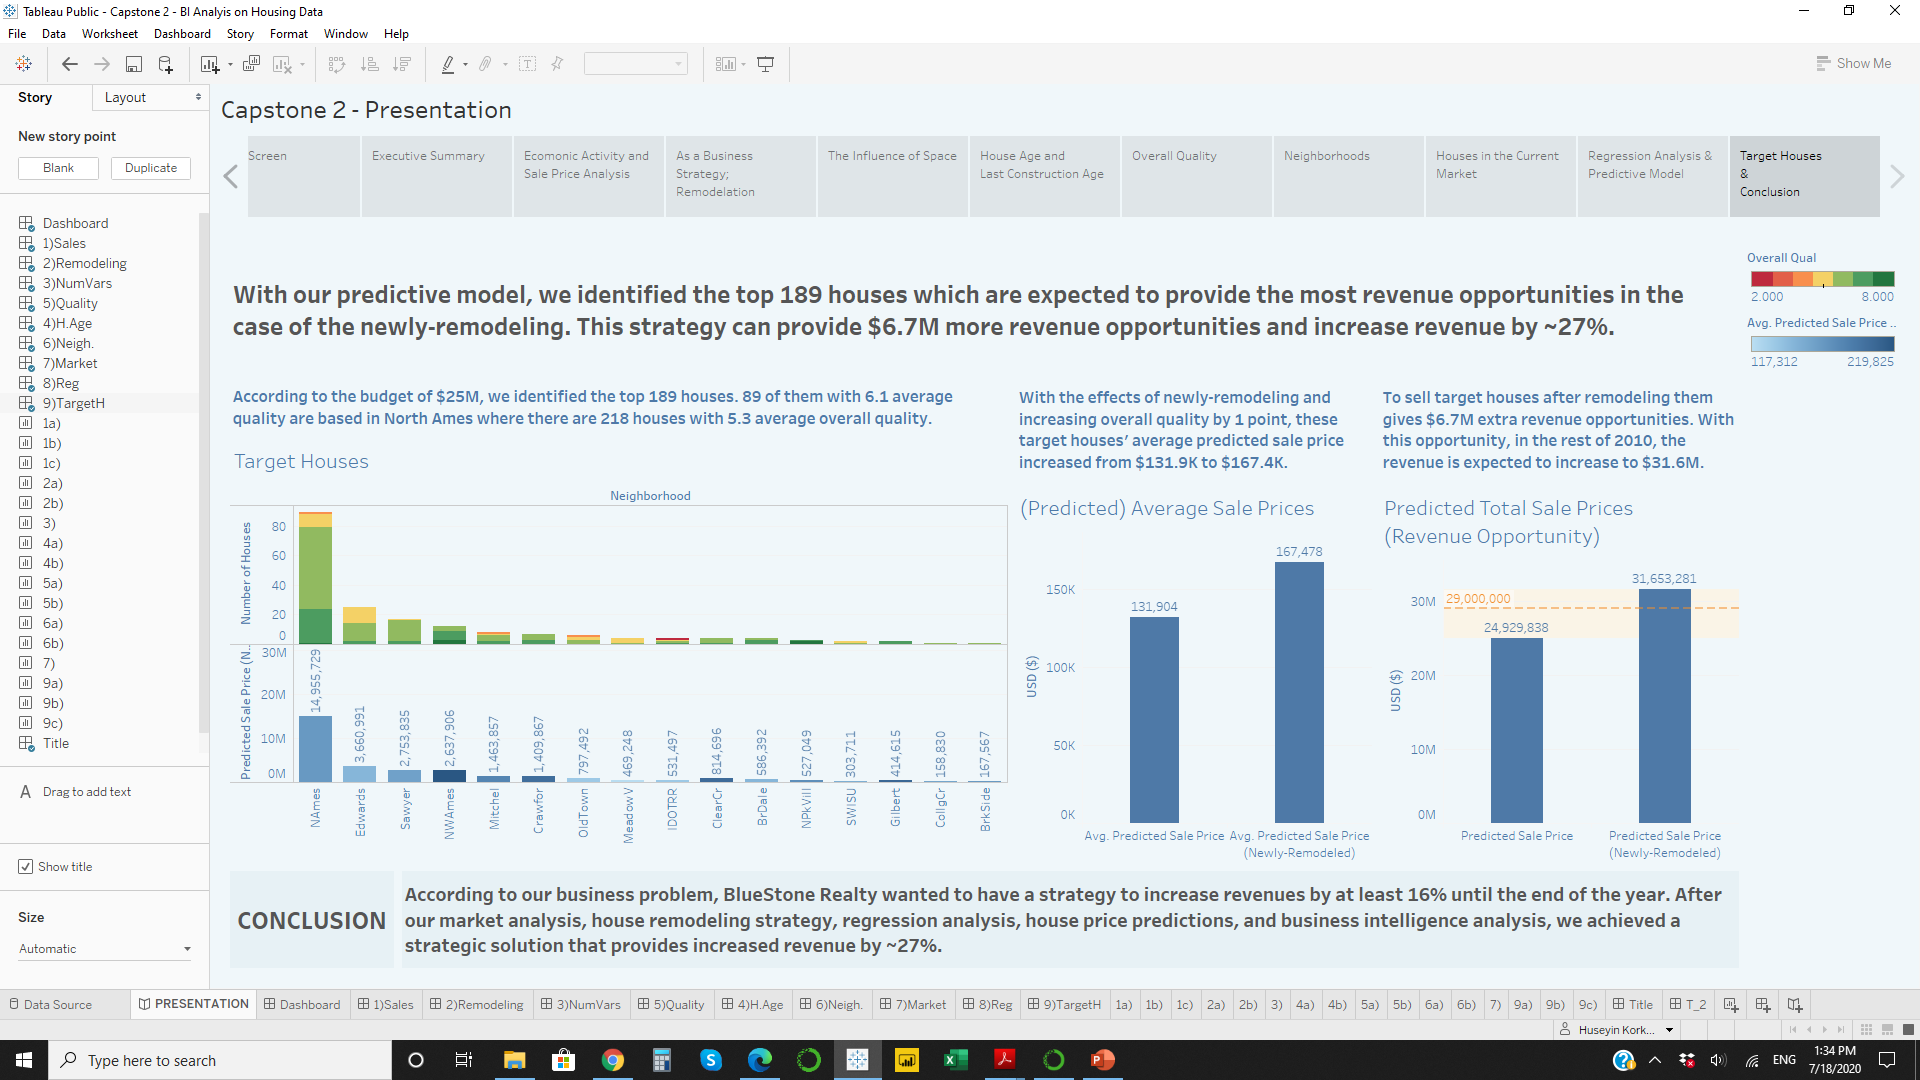 Tableau Public - Capstone 2 - BI Analyis on Housing Data
File Data Worksheet Dashboard Story Format Window Help
Show Me
Story Layout
New story point
Blank Duplicate
Dashboard
1)Sales
2)Remodeling
3)NumVars
5)Quality
4)H.Age
6)Neigh.
7)Market
8)Reg
9)TargetH
1a)
1b)
1c)
2a)
2b)
3)
4a)
4b)
5a)
5b)
6a)
6b)
7)
9a)
9b)
9c)
Title
A Drag to add text
Show title
Size
Automatic
Capstone 2 - Presentation
Screen
Executive Summary
Ecomonic Activity and
Sale Price Analysis
As a Business
Strategy;
Remodelation
The Influence of Space
House Age and
Last Construction Age
Overall Quality
Neighborhoods
Houses in the Current
Market
Regression Analysis &
Predictive Model
Target Houses
&
Conclusion
With our predictive model, we identified the top 189 houses which are expected to provide the most revenue opportunities in the
case of the newly-remodeling. This strategy can provide $6.7M more revenue opportunities and increase revenue by ~27%.
Overall Qual
2.000 8.000
Avg. Predicted Sale Price ..
117,312 219,825
According to the budget of $25M, we identified the top 189 houses. 89 of them with 6.1 average
quality are based in North Ames where there are 218 houses with 5.3 average overall quality.
Target Houses
Neighborhood
Number of Houses
80
60
40
20
0
Predicted Sale Price (N..
30M
20M
10M
0M
14,955,729
3,660,991
2,753,835
2,637,906
1,463,857
1,409,867
797,492
469,248
531,497
814,696
586,392
527,049
303,711
414,615
158,830
167,567
NAmes
Edwards
Sawyer
NWAmes
Mitchel
Crawfor
OldTown
MeadowV
IDOTRR
ClearCr
BrDale
NPkVill
SWISU
Gilbert
CollgCr
BrkSide
With the effects of newly-remodeling and
increasing overall quality by 1 point, these
target houses’ average predicted sale price
increased from $131.9K to $167.4K.
(Predicted) Average Sale Prices
USD ($)
150K
100K
50K
0K
131,904
167,478
Avg. Predicted Sale Price
Avg. Predicted Sale Price
(Newly-Remodeled)
To sell target houses after remodeling them
gives $6.7M extra revenue opportunities. With
this opportunity, in the rest of 2010, the
revenue is expected to increase to $31.6M.
Predicted Total Sale Prices
(Revenue Opportunity)
USD ($)
30M
20M
10M
0M
29,000,000
24,929,838
31,653,281
Predicted Sale Price
Predicted Sale Price
(Newly-Remodeled)
CONCLUSION
According to our business problem, BlueStone Realty wanted to have a strategy to increase revenues by at least 16% until the end of the year. After
our market analysis, house remodeling strategy, regression analysis, house price predictions, and business intelligence analysis, we achieved a
strategic solution that provides increased revenue by ~27%.
Data Source PRESENTATION Dashboard 1)Sales 2)Remodeling 3)NumVars 5)Quality 4)H.Age 6)Neigh. 7)Market 8)Reg 9)TargetH 1a) 1b) 1c) 2a) 2b) 3) 4a) 4b) 5a) 5b) 6a) 6b) 7) 9a) 9b) 9c) Title T_2
Huseyin Kork...
Type here to search
ENG
1:34 PM
7/18/2020